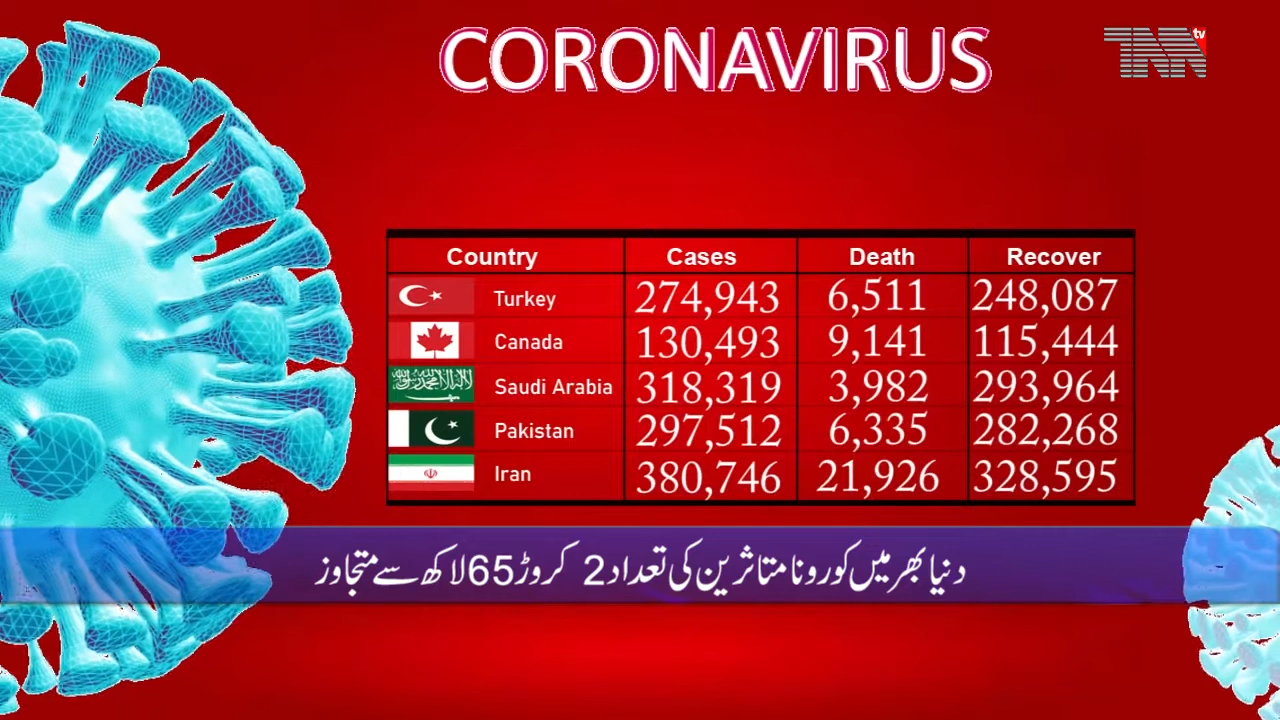 CORONAVIRUS
TNN tv
Country Cases Death Recover
Turkey 274,943 6,511 248,087
Canada 130,493 9,141 115,444
Saudi Arabia 318,319 3,982 293,964
Pakistan 297,512 6,335 282,268
Iran 380,746 21,926 328,595
دنیا بھر میں کورونا متاثرین کی تعداد 2 کروڑ 65 لاکھ سے متجاوز